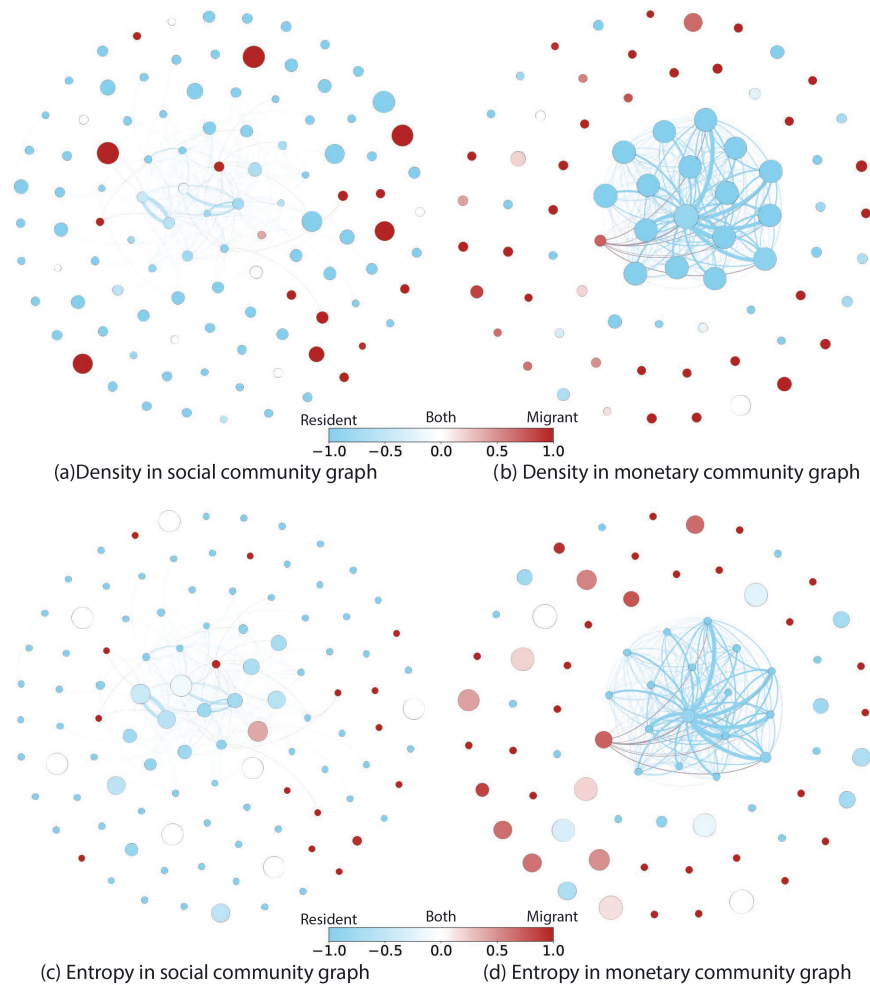 Resident Both Migrant
−1.0 −0.5 0.0 0.5 1.0
(a)Density in social community graph
(b) Density in monetary community graph
Resident Both Migrant
−1.0 −0.5 0.0 0.5 1.0
(c) Entropy in social community graph
(d) Entropy in monetary community graph